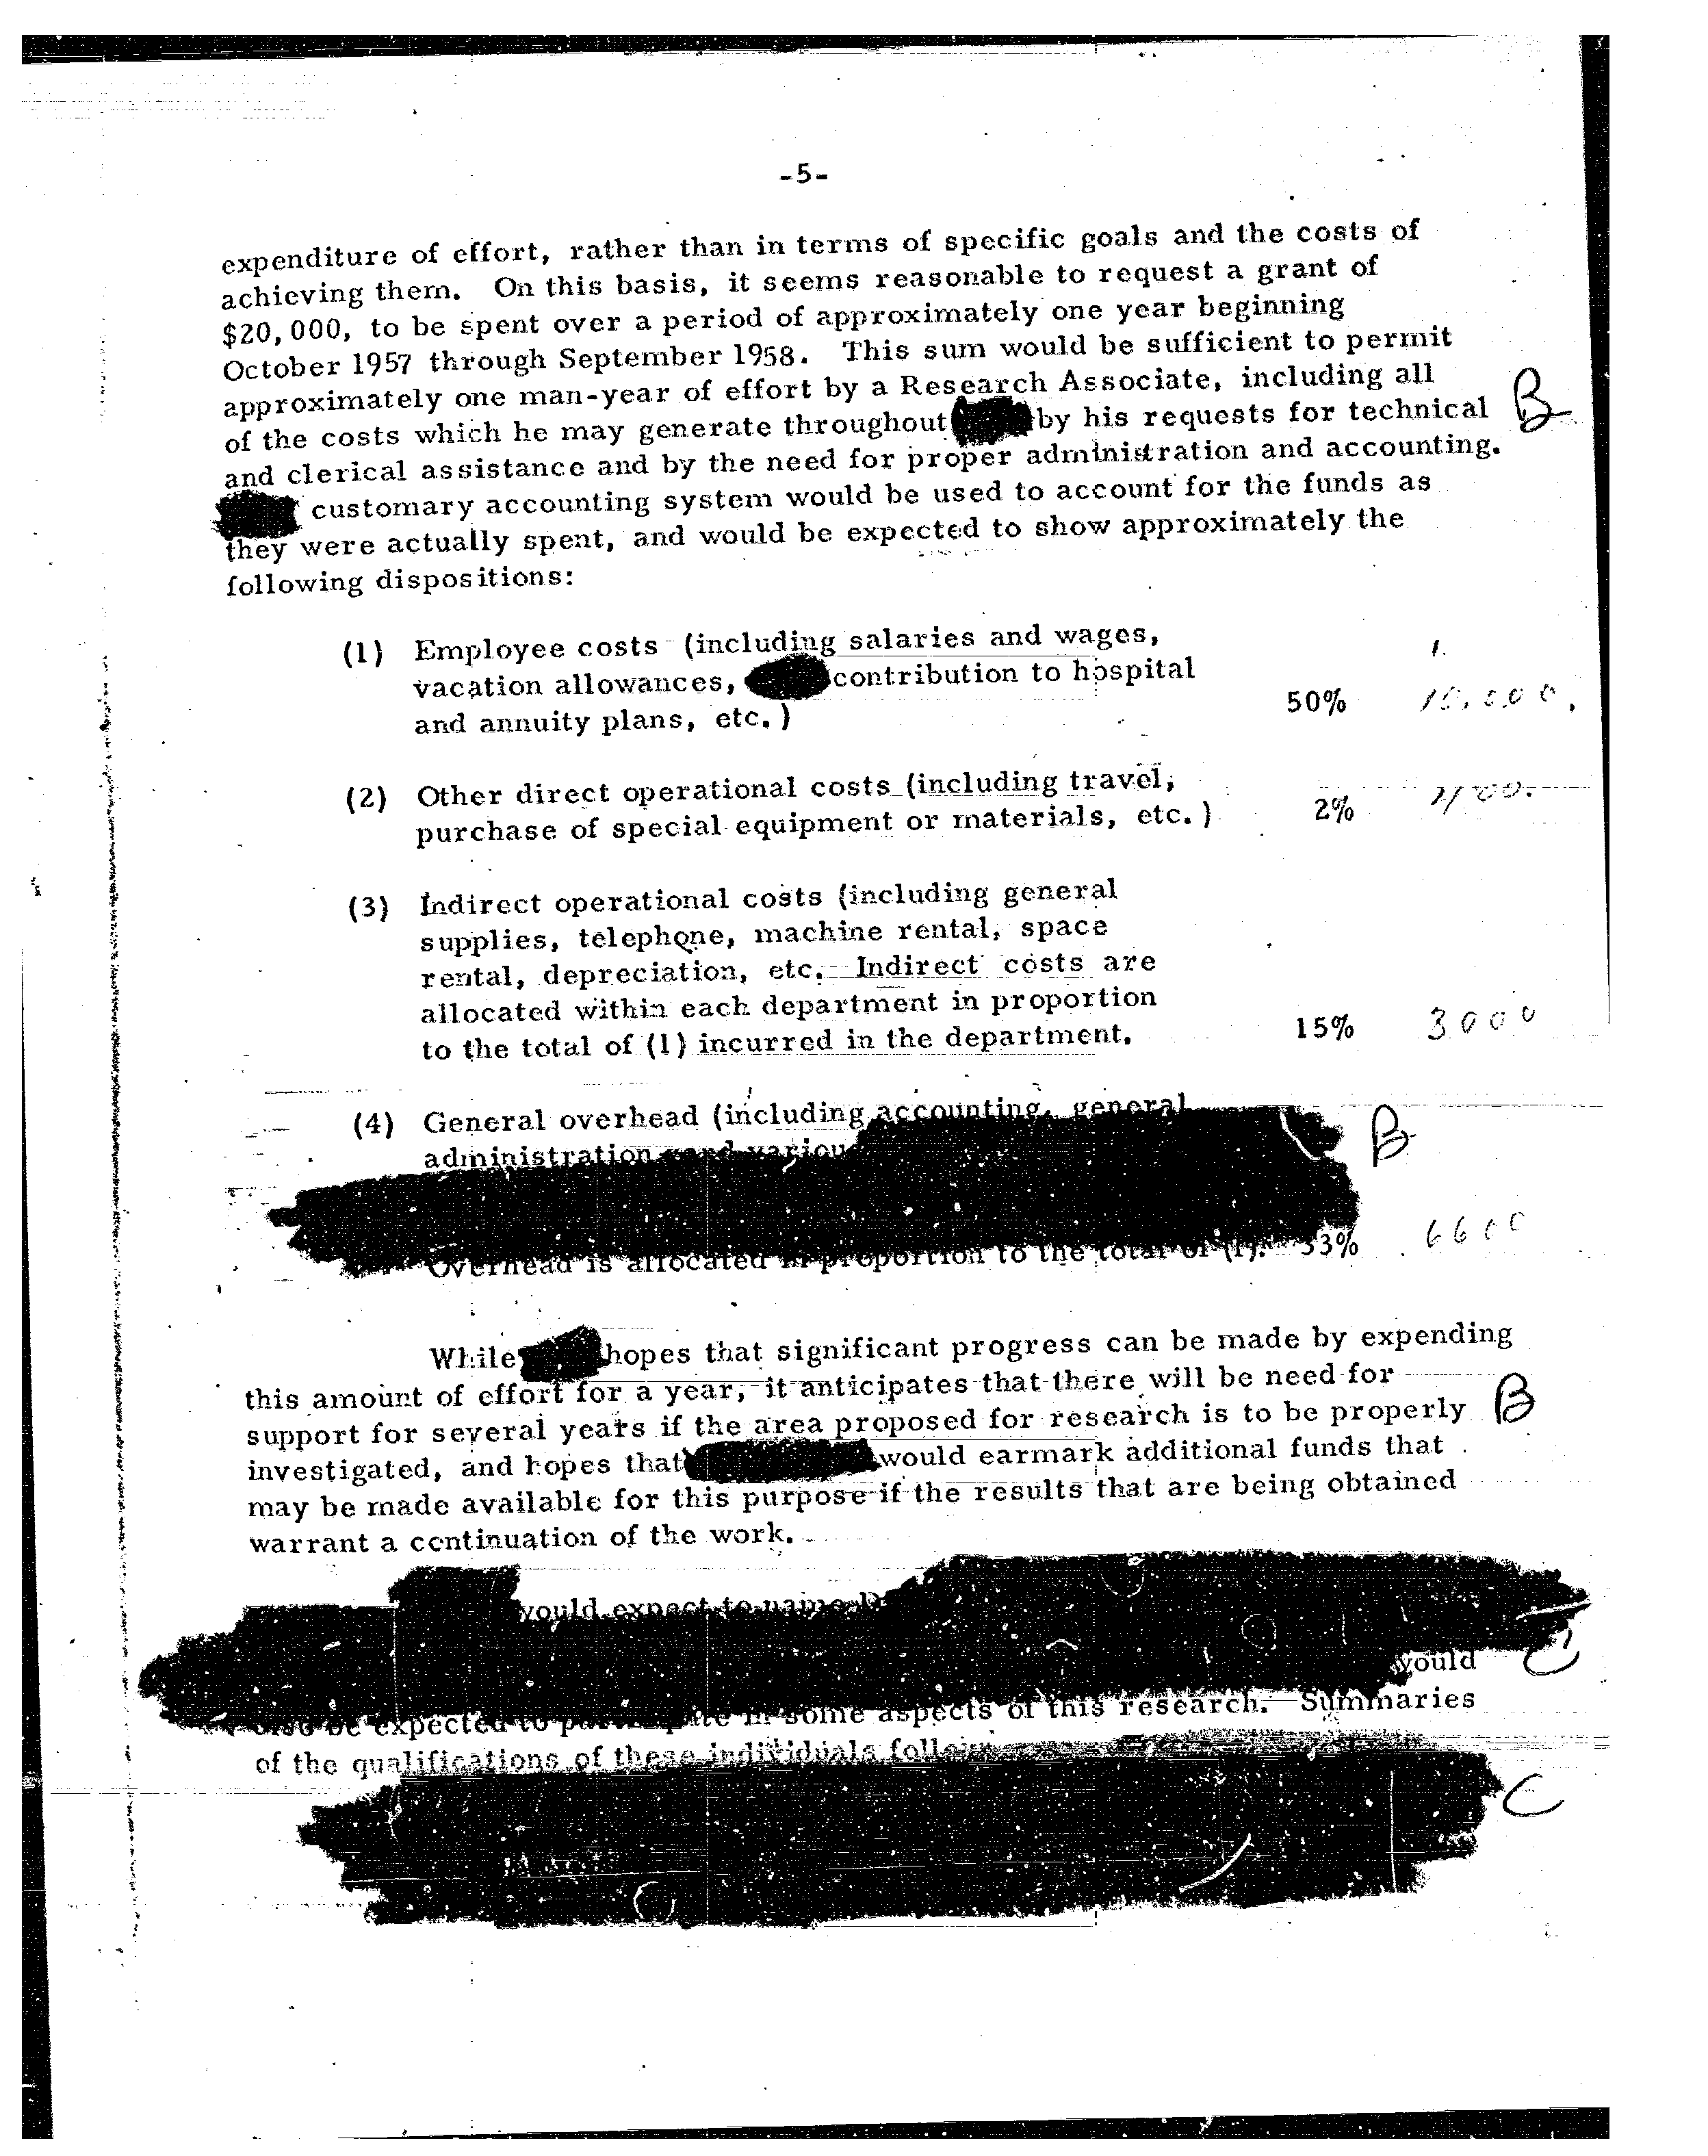 -5-
expenditure of effort, rather than in terms of specific goals and the costs of
achieving them. On this basis, it seems reasonable to request a grant of
$20,000, to be spent over a period of approximately one year beginning
October 1957 through September 1958. This sum would be sufficient to permit
approximately one man-year of effort by a Research Associate, including all
of the costs which he may generate throughout by his requests for technical B
and clerical assistance and by the need for proper administration and accounting.
customary accounting system would be used to account for the funds as
they were actually spent, and would be expected to show approximately the
following dispositions:
(1) Employee costs (including salaries and wages,
vacation allowances, contribution to hospital
and annuity plans, etc.) 50% 10,000.
(2) Other direct operational costs (including travel,
purchase of special equipment or materials, etc.) 2% 400.
(3) Indirect operational costs (including general
supplies, telephone, machine rental, space
rental, depreciation, etc. Indirect costs are
allocated within each department in proportion
to the total of (1) incurred in the department. 15% 3000
(4) General overhead (including accounting, general
administration and various B
Overhead is allocated in proportion to the total of (1). 33% 6600
While hopes that significant progress can be made by expending
this amount of effort for a year, it anticipates that there will be need for
support for several years if the area proposed for research is to be properly B
investigated, and hopes that would earmark additional funds that
may be made available for this purpose if the results that are being obtained
warrant a continuation of the work.
would expect to name
would C
also be expected to participate in some aspects of this research. Summaries
of the qualifications of these individuals follow
C